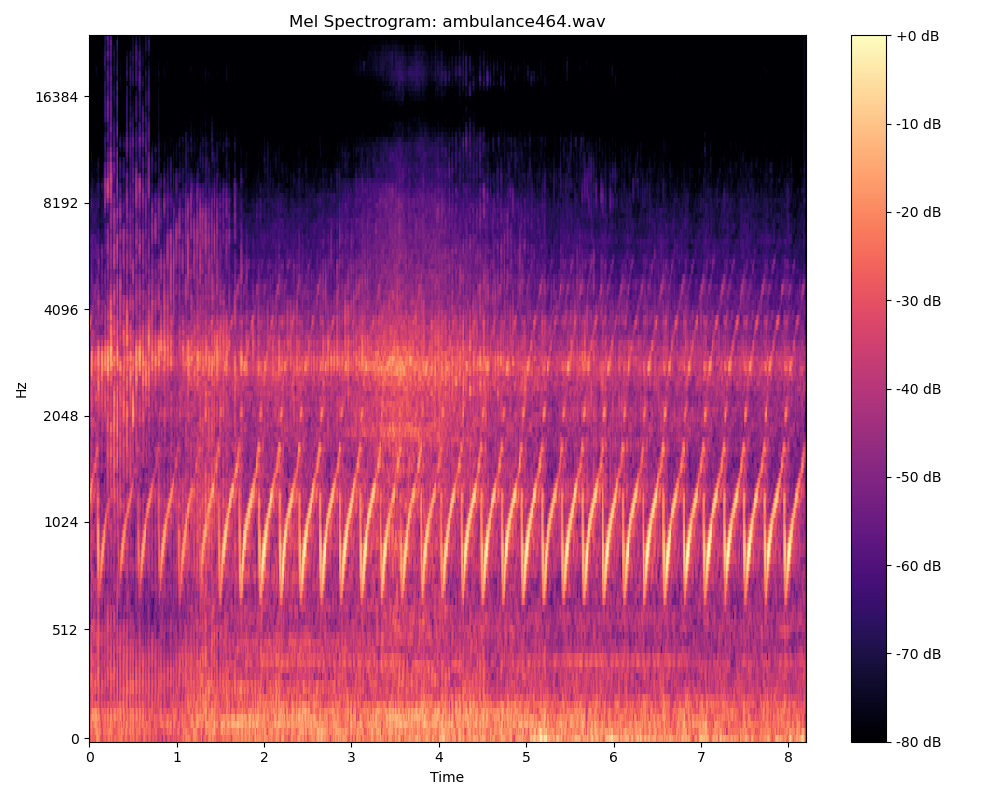 Mel Spectrogram: ambulance464.wav
Hz
16384
8192
4096
2048
1024
512
0
0 1 2 3 4 5 6 7 8
Time
+0 dB
-10 dB
-20 dB
-30 dB
-40 dB
-50 dB
-60 dB
-70 dB
-80 dB